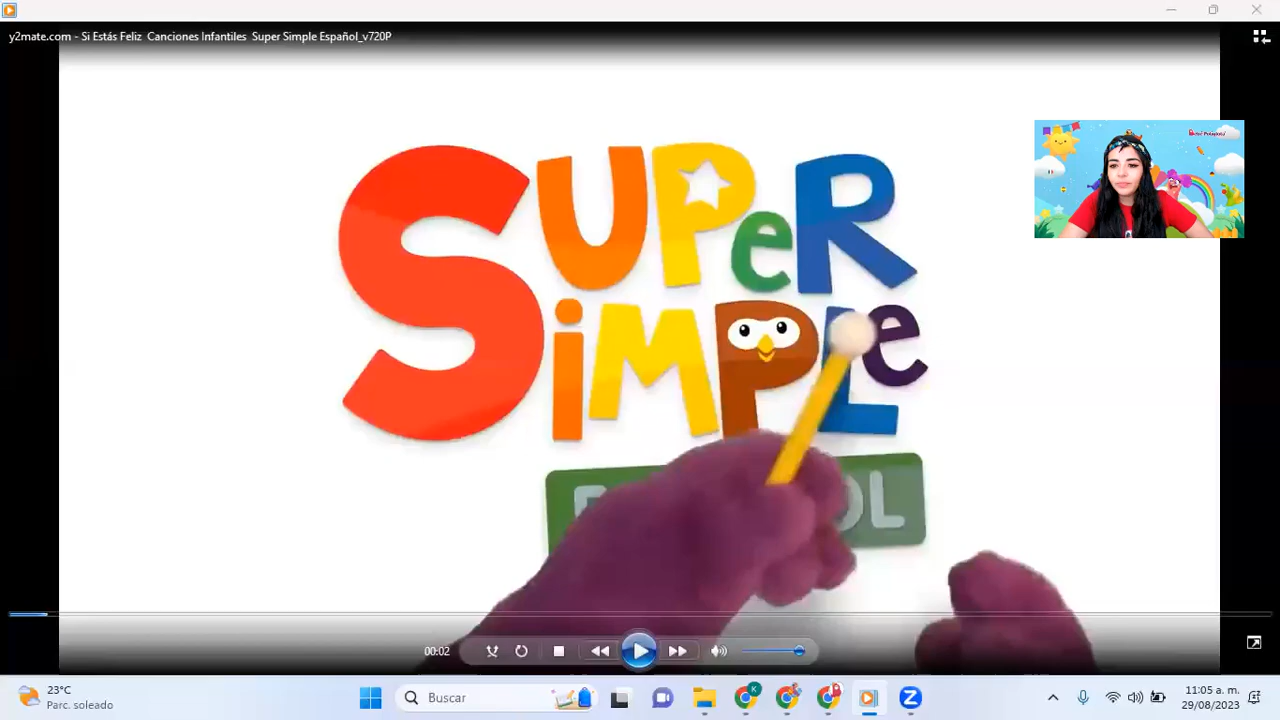 y2mate.com - Si Estás Feliz Canciones Infantiles Super Simple Español_v720P
SUPeR
SiMPLe
OL
00:02
23°C
Parc. soleado
Buscar
11:05 a. m.
29/08/2023